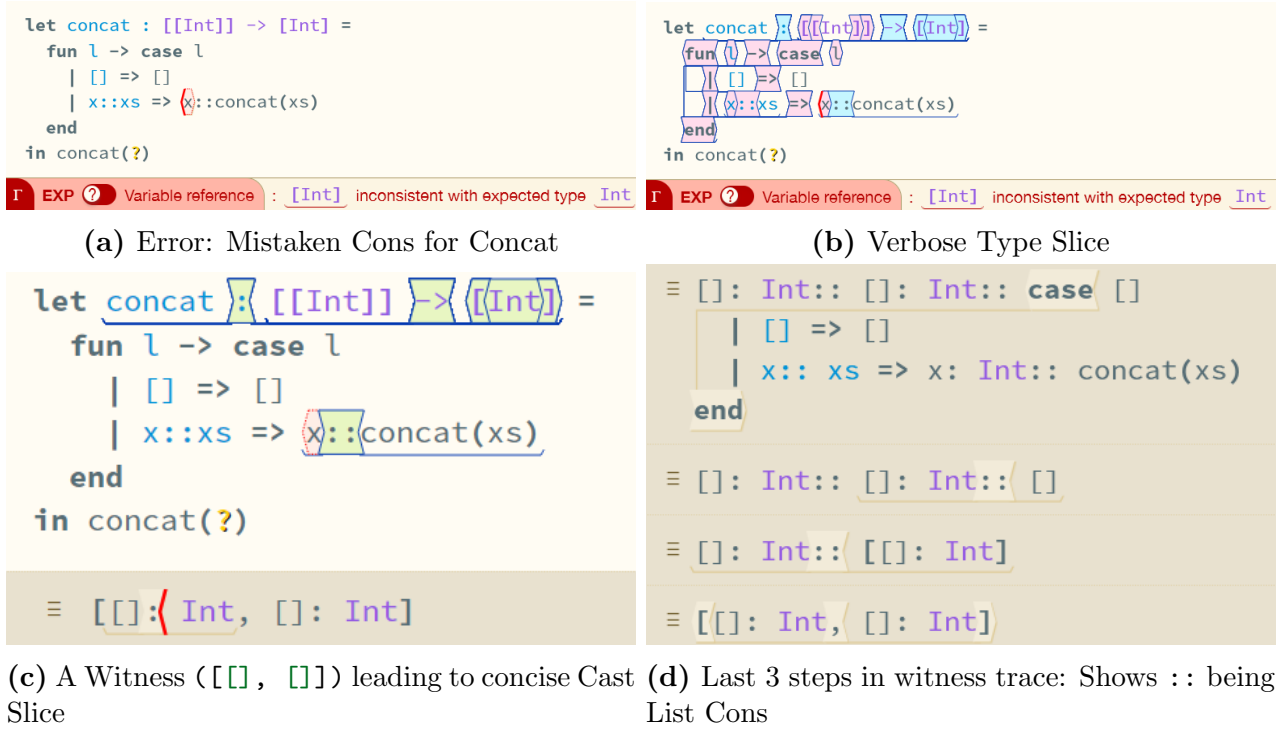 let concat : [[Int]] -> [Int] =
fun l -> case l
| [] => []
| x::xs => x::concat(xs)
end
in concat(?)
Γ EXP ? Variable reference : [Int] inconsistent with expected type Int
(a) Error: Mistaken Cons for Concat
let concat : [[Int]] -> [Int] =
fun l -> case l
| [] => []
| x::xs => x::concat(xs)
end
in concat(?)
Γ EXP ? Variable reference : [Int] inconsistent with expected type Int
(b) Verbose Type Slice
let concat : [[Int]] -> [Int] =
fun l -> case l
| [] => []
| x::xs => x::concat(xs)
end
in concat(?)
≡ [[]: Int, []: Int]
(c) A Witness ([[], []]) leading to concise Cast
Slice
≡ []: Int:: []: Int:: case []
| [] => []
| x:: xs => x: Int:: concat(xs)
end
≡ []: Int:: []: Int:: []
≡ []: Int:: [[]: Int]
≡ [[]: Int, []: Int]
(d) Last 3 steps in witness trace: Shows :: being
List Cons